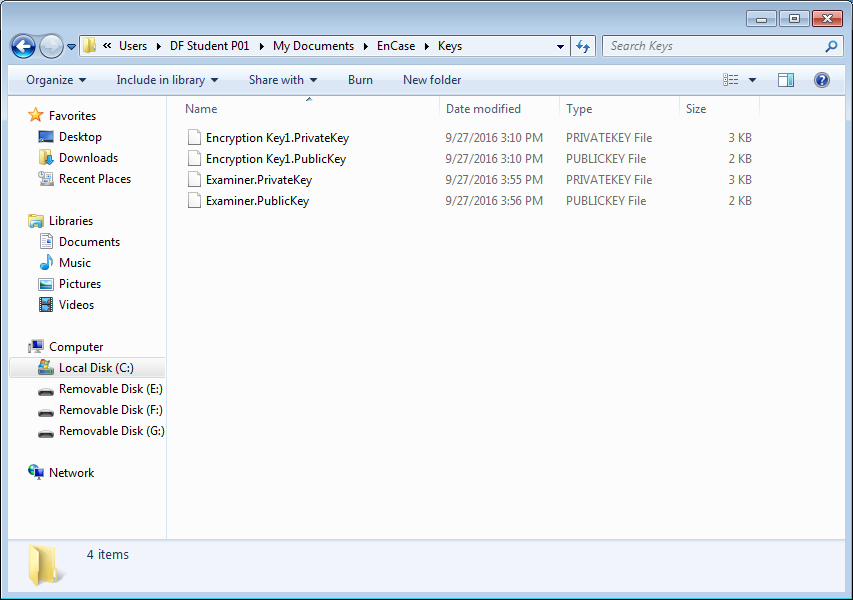 « Users ▸ DF Student P01 ▸ My Documents ▸ EnCase ▸ Keys
Search Keys
Organize Include in library Share with Burn New folder
Name Date modified Type Size
Favorites
Desktop
Downloads
Recent Places
Libraries
Documents
Music
Pictures
Videos
Computer
Local Disk (C:)
Removable Disk (E:)
Removable Disk (F:)
Removable Disk (G:)
Network
Encryption Key1.PrivateKey 9/27/2016 3:10 PM PRIVATEKEY File 3 KB
Encryption Key1.PublicKey 9/27/2016 3:10 PM PUBLICKEY File 2 KB
Examiner.PrivateKey 9/27/2016 3:55 PM PRIVATEKEY File 3 KB
Examiner.PublicKey 9/27/2016 3:56 PM PUBLICKEY File 2 KB
4 items